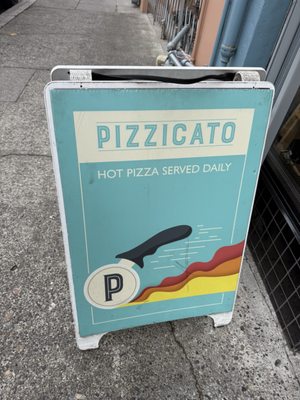 PIZZICATO
HOT PIZZA SERVED DAILY
P